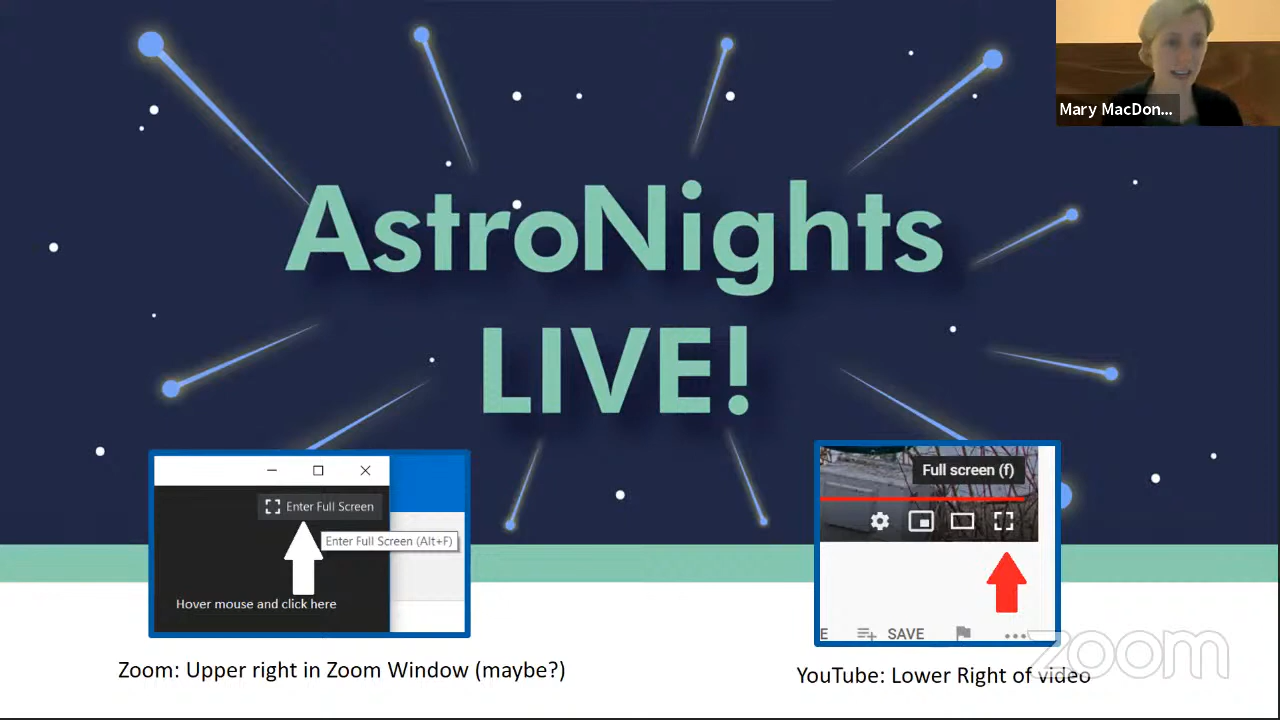 Mary MacDon...
AstroNights
LIVE!
Enter Full Screen
Enter Full Screen (Alt+F)
Hover mouse and click here
Full screen (f)
E SAVE
zoom
Zoom: Upper right in Zoom Window (maybe?)
YouTube: Lower Right of video